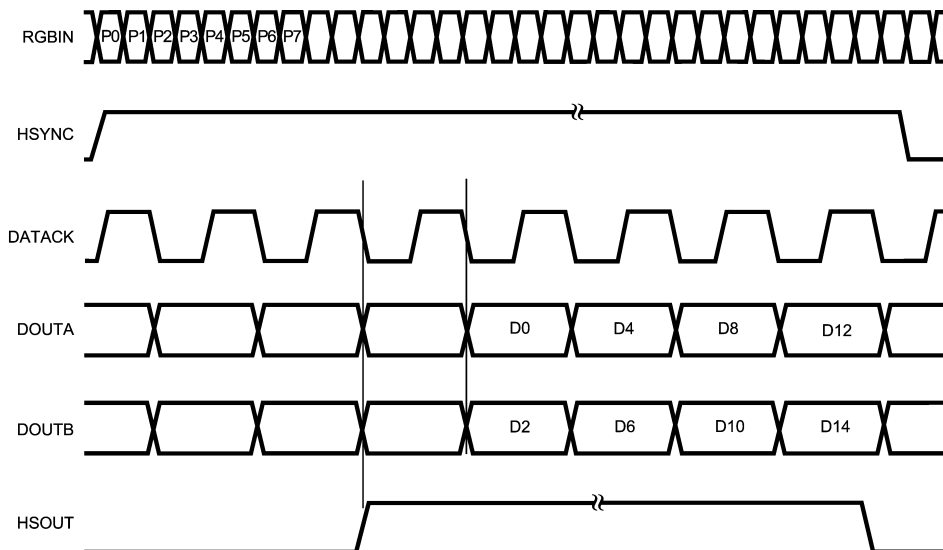 RGBIN P0 P1 P2 P3 P4 P5 P6 P7
HSYNC
DATACK
DOUTA D0 D4 D8 D12
DOUTB D2 D6 D10 D14
HSOUT